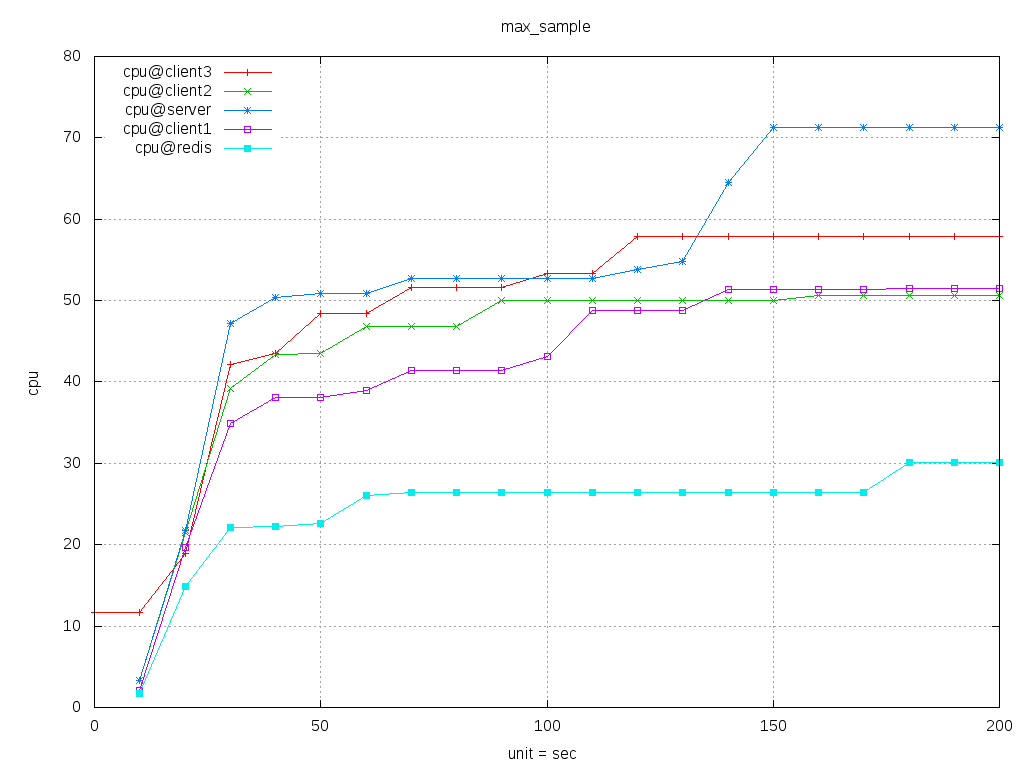 max_sample
80
70
60
50
40
30
20
10
0
cpu@client3
cpu@client2
cpu@server
cpu@client1
cpu@redis
cpu
0 50 100 150 200
unit = sec